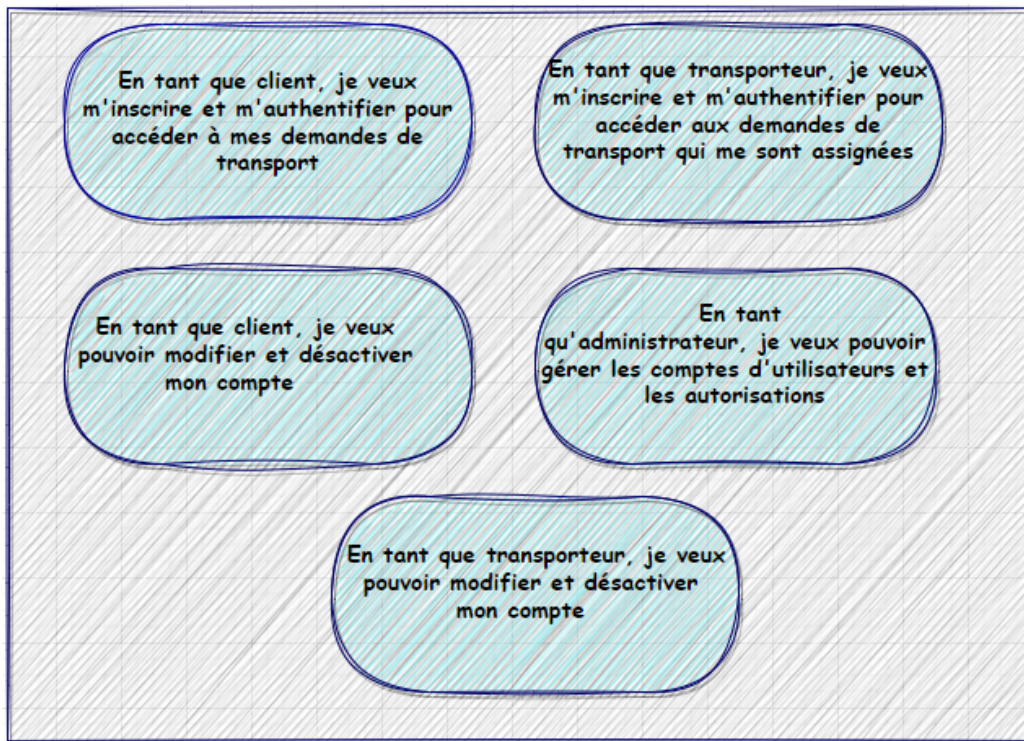 En tant que client, je veux
m'inscrire et m'authentifier pour
accéder à mes demandes de
transport
En tant que transporteur, je veux
m'inscrire et m'authentifier pour
accéder aux demandes de
transport qui me sont assignées
En tant que client, je veux
pouvoir modifier et désactiver
mon compte
En tant
qu'administrateur, je veux pouvoir
gérer les comptes d'utilisateurs et
les autorisations
En tant que transporteur, je veux
pouvoir modifier et désactiver
mon compte